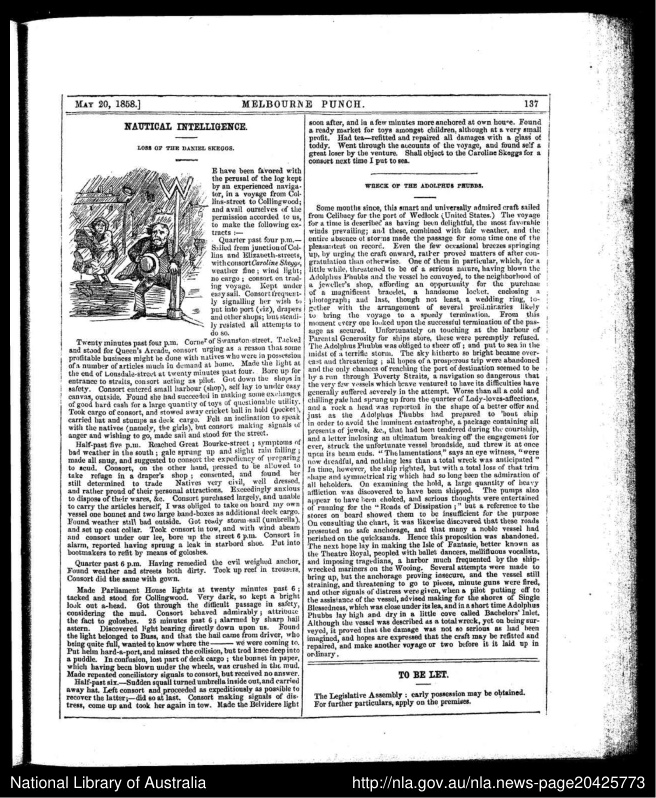 MAY 20, 1858.]
MELBOURNE PUNCH.
137
NAUTICAL INTELLIGENCE.
LOSS OF THE DANIEL SKEGGS.
WE have been favored with
the perusal of the log kept
by an experienced naviga-
tor, in a voyage from Col-
lins-street to Collingwood;
and avail ourselves of the
permission accorded to us,
to make the following ex-
tracts :—
Quarter past four p.m.—
Sailed from junction of Col-
lins and Elizabeth-streets,
with consort Caroline Skeggs,
weather fine; wind light;
no cargo; consort on trad-
ing voyage. Kept under
easy sail. Consort frequent-
ly signalling her wish to
put into port (viz), drapers
and other shops; but steadi-
ly resisted all attempts to
do so.
Twenty minutes past four p.m. Corner of Swanston-street. Tacked
and stood for Queen's Arcade, consort urging as a reason that some
profitable business might be done with natives who were in possession
of a number of articles much in demand at home. Made the light at
the end of Lonsdale-street at twenty minutes past four. Bore up for
entrance to straits, consort acting as pilot. Got down the shops in
safety. Consort entered small harbour (shop), self lay to under easy
canvas, outside. Found she had succeeded in making some exchanges
of good hard cash for a large quantity of toys of questionable utility.
Took cargo of consort, and stowed away cricket ball in hold (pocket),
carried bat and stumps as deck cargo. Felt an inclination to speak
with the natives (namely, the girls), but consort making signals of
anger and wishing to go, made sail and stood for the street.
Half-past five p.m. Reached Great Bourke-street; symptoms of
bad weather in the south; gale sprung up and slight rain falling;
made all snug, and suggested to consort the expediency of preparing
to scud. Consort, on the other hand, pressed to be allowed to
take refuge in a draper's shop; consented, and found her
still determined to trade Natives very civil, well dressed,
and rather proud of their personal attractions. Exceedingly anxious
to dispose of their wares, &c. Consort purchased largely, and unable
to carry the articles herself, I was obliged to take on board my own
vessel one bonnet and two large band-boxes as additional deck cargo.
Found weather still bad outside. Got ready storm-sail (umbrella),
and set up coat collar. Took consort in tow, and with wind abeam
and consort under our lee, bore up the street 6 p.m. Consort in
alarm, reported having sprung a leak in starbord shoe. Put into
bootmakers to refit by means of goloshes.
Quarter past 6 p.m. Having remedied the evil weighed anchor,
Found weather and streets both dirty. Took up reef in trousers,
Consort did the same with gown.
Made Parliament House lights at twenty minutes past 6;
tacked and stood for Collingwood. Very dark, so kept a bright
look out a-head. Got through the difficult passage in safety,
considering the mud. Consort behaved admirably; attribute
the fact to goloshes. 25 minutes past 6; alarmed by sharp hail
astern. Discovered light bearing directly down upon us. Found
the light belonged to Buss, and that the hail came from driver, who
being quite full, wanted to know where the —— we were coming to.
Put helm hard-a-port, and missed the collision, but trod knee deep into
a puddle. In confusion, lost part of deck cargo; the bonnet in paper,
which having been blown under the wheels, was crushed in the mud.
Made repeated conciliatory signals to consort, but received no answer.
Half-past six.—Sudden squall turned umbrella inside out, and carried
away hat. Left consort and proceeded as expeditiously as possible to
recover the latter;—did so at last. Consort making signals of dis-
tress, come up and took her again in tow. Made the Belvidere light
soon after, and in a few minutes more anchored at own house. Found
a ready market for toys amongst children, although at a very small
profit. Had tea—refitted and repaired all damages with a glass of
toddy. Went through the accounts of the voyage, and found self a
great loser by the venture. Shall object to the Caroline Skeggs for a
consort next time I put to sea.
WRECK OF THE ADOLPHUS PHUBBS.
Some months since, this smart and universally admired craft sailed
from Celibacy for the port of Wedlock (United States.) The voyage
for a time is described as having been delightful, the most favorable
winds prevailing; and these, combined with fair weather, and the
entire absence of storms made the passage for some time one of the
pleasantest on record. Even the few occasional breezes springing
up, by urging the craft onward, rather proved matters of after con-
gratulation than otherwise. One of them in particular, which, for a
little while, threatened to be of a serious nature, having blown the
Adolphus Phubbs and the vessel he convoyed, to the neighborhood of
a jeweller's shop, affording an opportunity for the purchase
of a magnificent bracelet, a handsome locket, enclosing a
photograph; and last, though not least, a wedding ring, to-
gether with the arrangement of several preliminaries likely
to bring the voyage to a speedy termination. From this
moment every one looked upon the successful termination of the pas-
sage as secured. Unfortunately on touching at the harbour of
Parental Generosity for ships stores, these were peremptly refused.
The Adolphus Phubbs was obliged to sheer off; and put to sea in the
midst of a terrific storm. The sky hitherto so bright became over-
cast and threatening; all hopes of a prosperous trip were abandoned
and the only chances of reaching the port of destination seemed to be
by a run through Poverty Straits, a navigation so dangerous that
the very few vessels which have ventured to have its difficulties have
generally suffered severely in the attempt. Worse than all a cold and
chilling gale had sprung up from the quarter of Lady-loves-affections,
and a rock a head was reported in the shape of a better offer and
just as the Adolphus Phubbs had prepared to 'bout ship
in order to avoid the imminent catastrophe, a package containing all
presents of jewels, &c., that had been tendered during the courtship,
and a letter inclosing an ultimatum breaking off the engagement for
ever, struck the unfortunate vessel broadside, and threw it at once
upon its beam ends. "The lamentations," says an eye witness, "were
now dreadful, and nothing less than a total wreck was anticipated"
In time, however, the ship righted, but with a total loss of that trim
shape and symmetrical rig which had so long been the admiration of
all beholders. On examining the hold, a large quantity of heavy
affliction was discovered to have been shipped. The pumps also
appear to have been choked, and serious thoughts were entertained
of running for the "Roads of Dissipation;" but a reference to the
stores on board showed them to be insufficient for the purpose
On consulting the chart, it was likewise discovered that these roads
presented no safe anchorage, and that many a noble vessel had
perished on the quicksands. Hence this proposition was abandoned.
The next hope lay in making the Isle of Fantasie, better known as
the Theatre Royal, peopled with ballet dancers, mellifluous vocalists,
and imposing tragedians, a harbor much frequented by the ship-
wrecked mariners on the Wooing. Several attempts were made to
bring up, but the anchorage proving insecure, and the vessel still
straining, and threatening to go to pieces, minute guns were fired,
and other signals of distress were given, when a pilot putting off to
the assistance of the vessel, advised making for the shores of Single
Blessedness, which was close under its lea, and in a short time Adolphus
Phubbs lay high and dry in a little cove called Bachelors' Inlet.
Although the vessel was described as a total wreck, yet on being sur-
veyed, it proved that the damage was not so serious as had been
imagined, and hopes are expressed that the craft may be refitted and
repaired, and make another voyage or two before it it laid up in
ordinary.
TO BE LET.
The Legislative Assembly: early possession may be obtained.
For further particulars, apply on the premises.
National Library of Australia
http://nla.gov.au/nla.news-page20425773